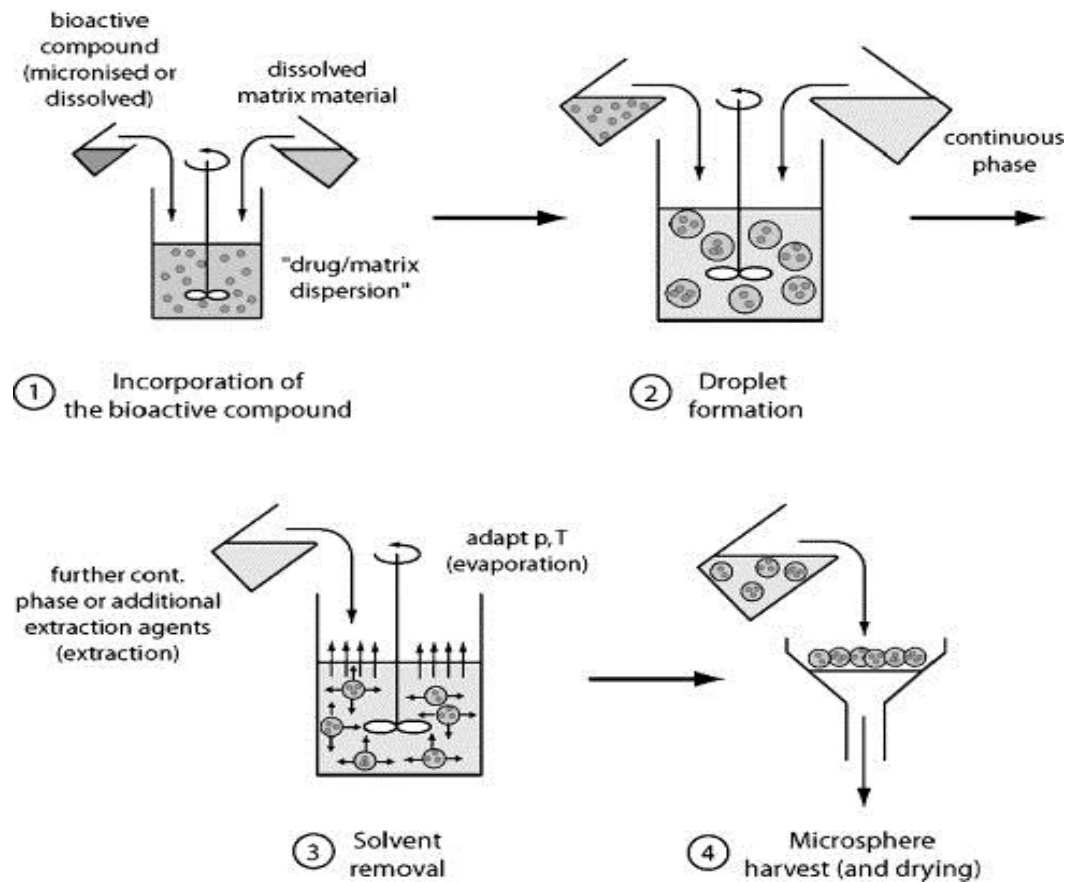 bioactive
compound
(micronised or
dissolved)
dissolved
matrix material
"drug/matrix
dispersion"
1 Incorporation of
the bioactive compound
continuous
phase
2 Droplet
formation
further cont.
phase or additional
extraction agents
(extraction)
adapt p,T
(evaporation)
3 Solvent
removal
4 Microsphere
harvest (and drying)